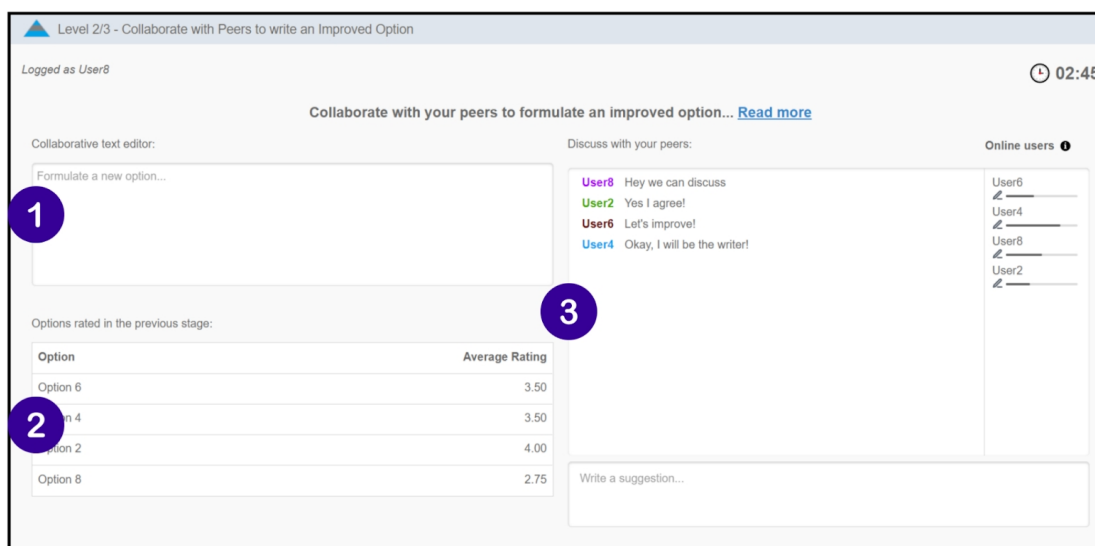 Level 2/3 - Collaborate with Peers to write an Improved Option
Logged as User8
02:45
Collaborate with your peers to formulate an improved option... Read more
Collaborative text editor:
Formulate a new option...
1
Options rated in the previous stage:
Option Average Rating
Option 6 3.50
n 4 3.50
2
ption 2 4.00
Option 8 2.75
Discuss with your peers:
User8 Hey we can discuss
User2 Yes I agree!
User6 Let's improve!
User4 Okay, I will be the writer!
3
Write a suggestion...
Online users
User6
User4
User8
User2